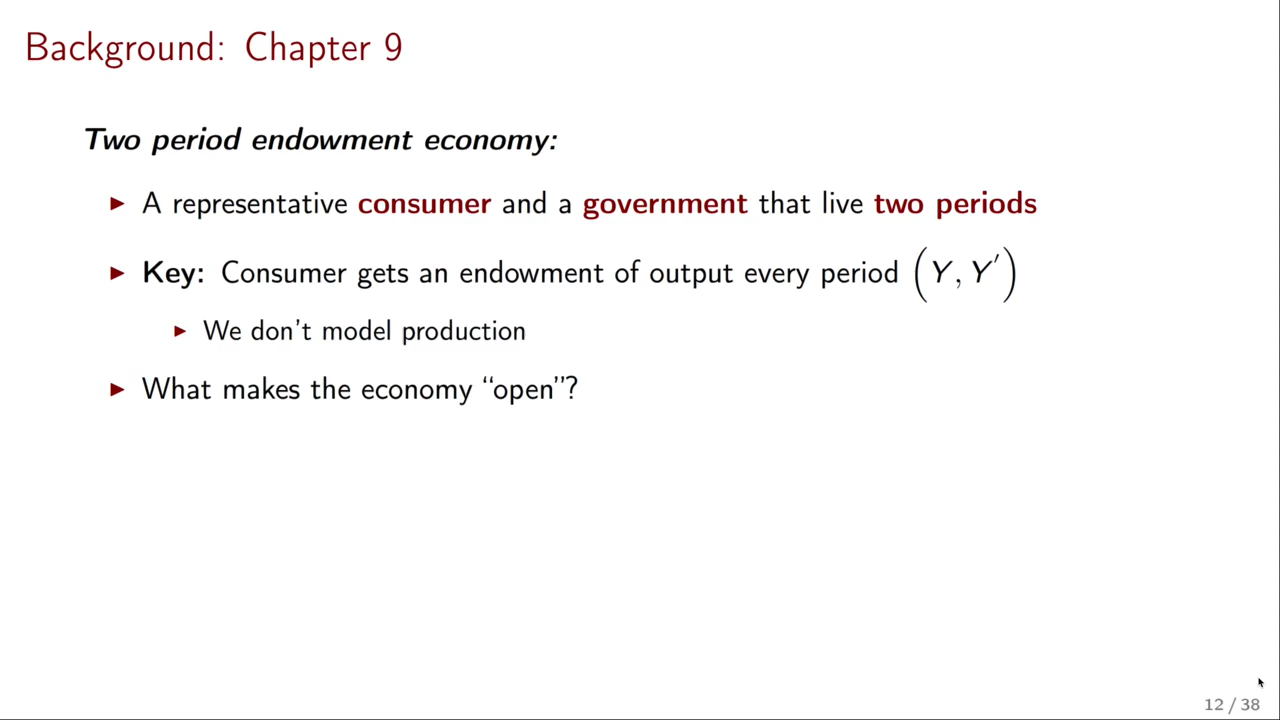 Background: Chapter 9
Two period endowment economy:
▶ A representative consumer and a government that live two periods
▶ Key: Consumer gets an endowment of output every period (Y, Y′)
▶ We don't model production
▶ What makes the economy “open”?
12 / 38